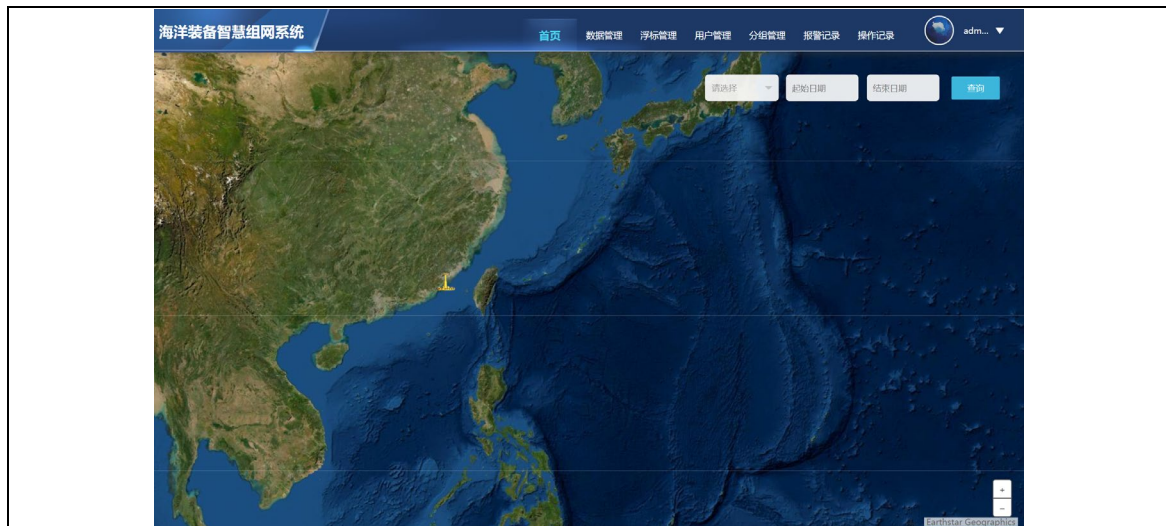 海洋装备智慧组网系统
首页 数据管理 浮标管理 用户管理 分组管理 报警记录 操作记录 adm... ▼
请选择 起始日期 结束日期 查询
+
−
Earthstar Geographics